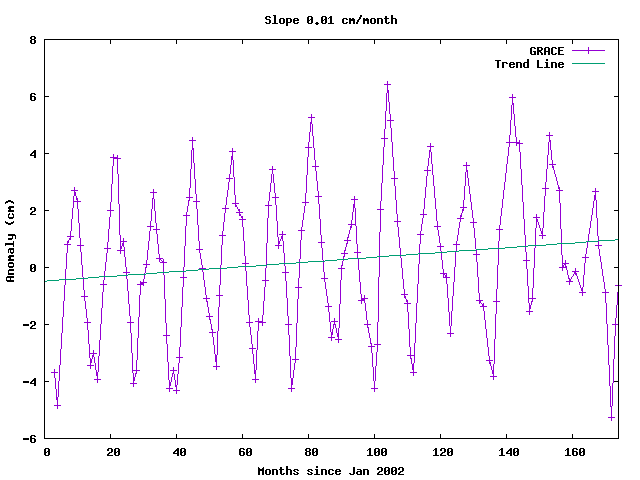 Slope 0.01 cm/month
GRACE
Trend Line
8
6
4
2
0
-2
-4
-6
Anomaly (cm)
0 20 40 60 80 100 120 140 160
Months since Jan 2002